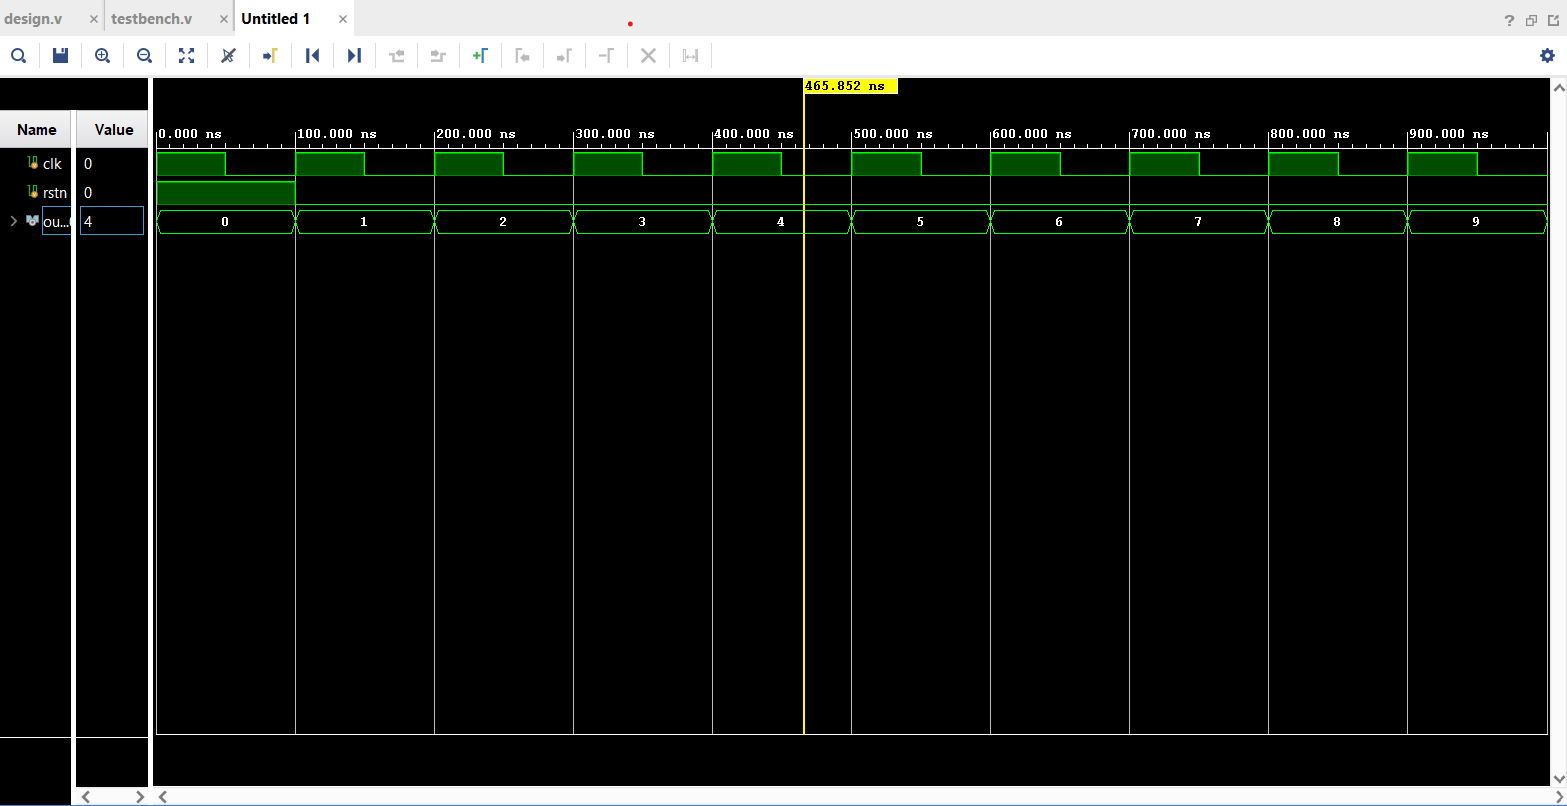 design.v × testbench.v × Untitled 1 ×
?
465.852 ns
Name Value
0.000 ns 100.000 ns 200.000 ns 300.000 ns 400.000 ns 500.000 ns 600.000 ns 700.000 ns 800.000 ns 900.000 ns
clk 0
rstn 0
ou... 4 0 1 2 3 4 5 6 7 8 9